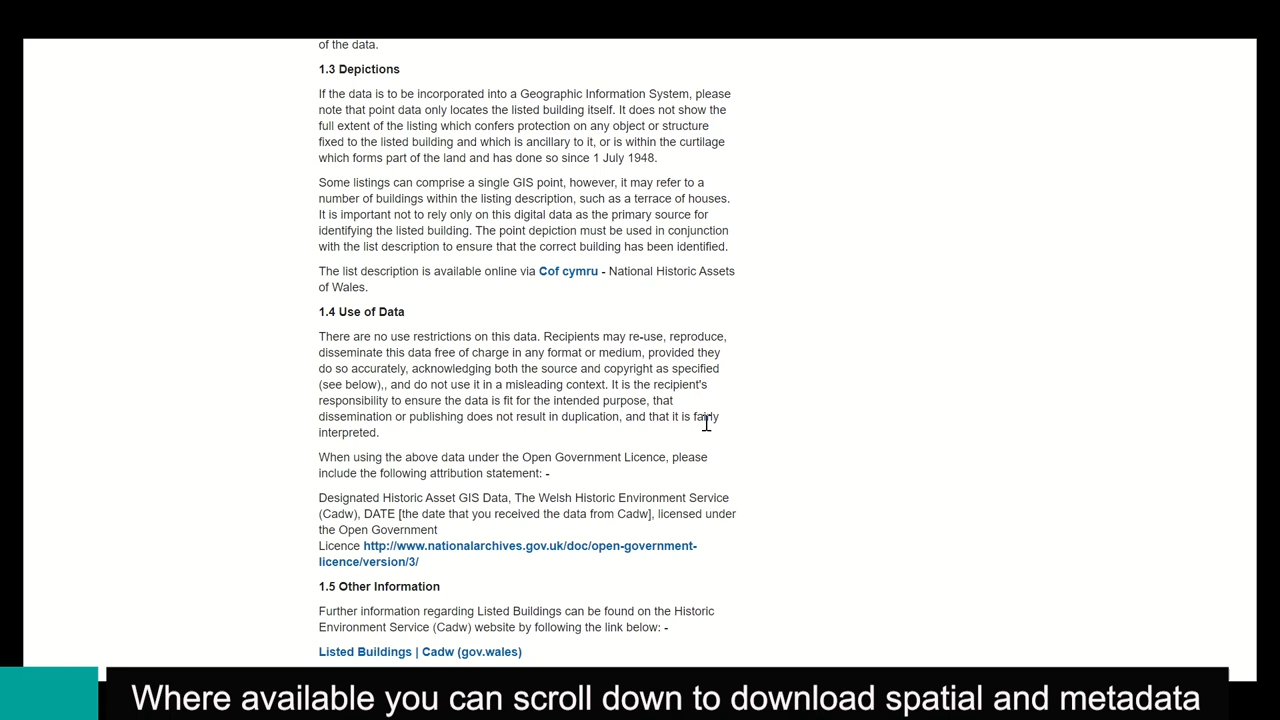 of the data.
1.3 Depictions
If the data is to be incorporated into a Geographic Information System, please
note that point data only locates the listed building itself. It does not show the
full extent of the listing which confers protection on any object or structure
fixed to the listed building and which is ancillary to it, or is within the curtilage
which forms part of the land and has done so since 1 July 1948.
Some listings can comprise a single GIS point, however, it may refer to a
number of buildings within the listing description, such as a terrace of houses.
It is important not to rely only on this digital data as the primary source for
identifying the listed building. The point depiction must be used in conjunction
with the list description to ensure that the correct building has been identified.
The list description is available online via Cof cymru - National Historic Assets
of Wales.
1.4 Use of Data
There are no use restrictions on this data. Recipients may re-use, reproduce,
disseminate this data free of charge in any format or medium, provided they
do so accurately, acknowledging both the source and copyright as specified
(see below),, and do not use it in a misleading context. It is the recipient's
responsibility to ensure the data is fit for the intended purpose, that
dissemination or publishing does not result in duplication, and that it is fairly
interpreted.
When using the above data under the Open Government Licence, please
include the following attribution statement: -
Designated Historic Asset GIS Data, The Welsh Historic Environment Service
(Cadw), DATE [the date that you received the data from Cadw], licensed under
the Open Government
Licence http://www.nationalarchives.gov.uk/doc/open-government-
licence/version/3/
1.5 Other Information
Further information regarding Listed Buildings can be found on the Historic
Environment Service (Cadw) website by following the link below: -
Listed Buildings | Cadw (gov.wales)
Where available you can scroll down to download spatial and metadata